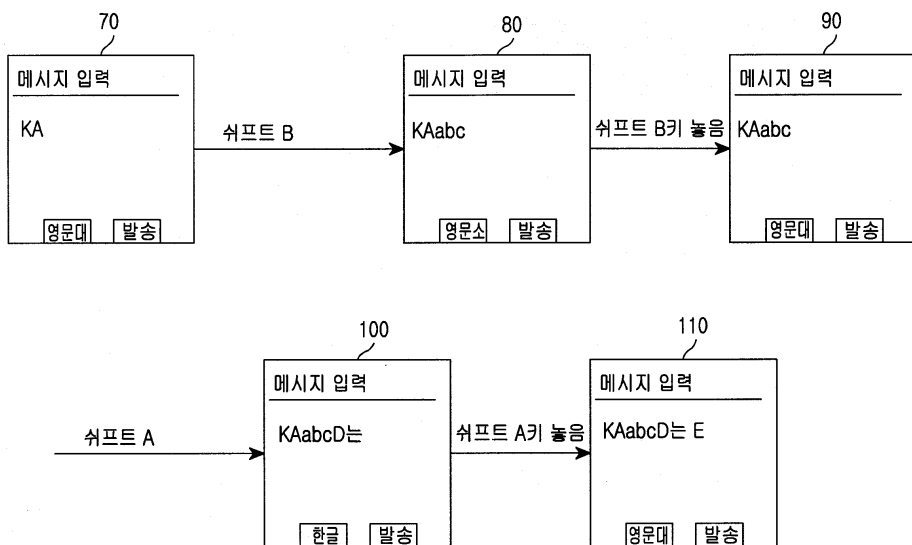 70
메시지 입력
KA
영문대 발송
쉬프트 B
80
메시지 입력
KAabc
영문소 발송
쉬프트 B키 놓음
90
메시지 입력
KAabc
영문대 발송
쉬프트 A
100
메시지 입력
KAabcD는
한글 발송
쉬프트 A키 놓음
110
메시지 입력
KAabcD는 E
영문대 발송